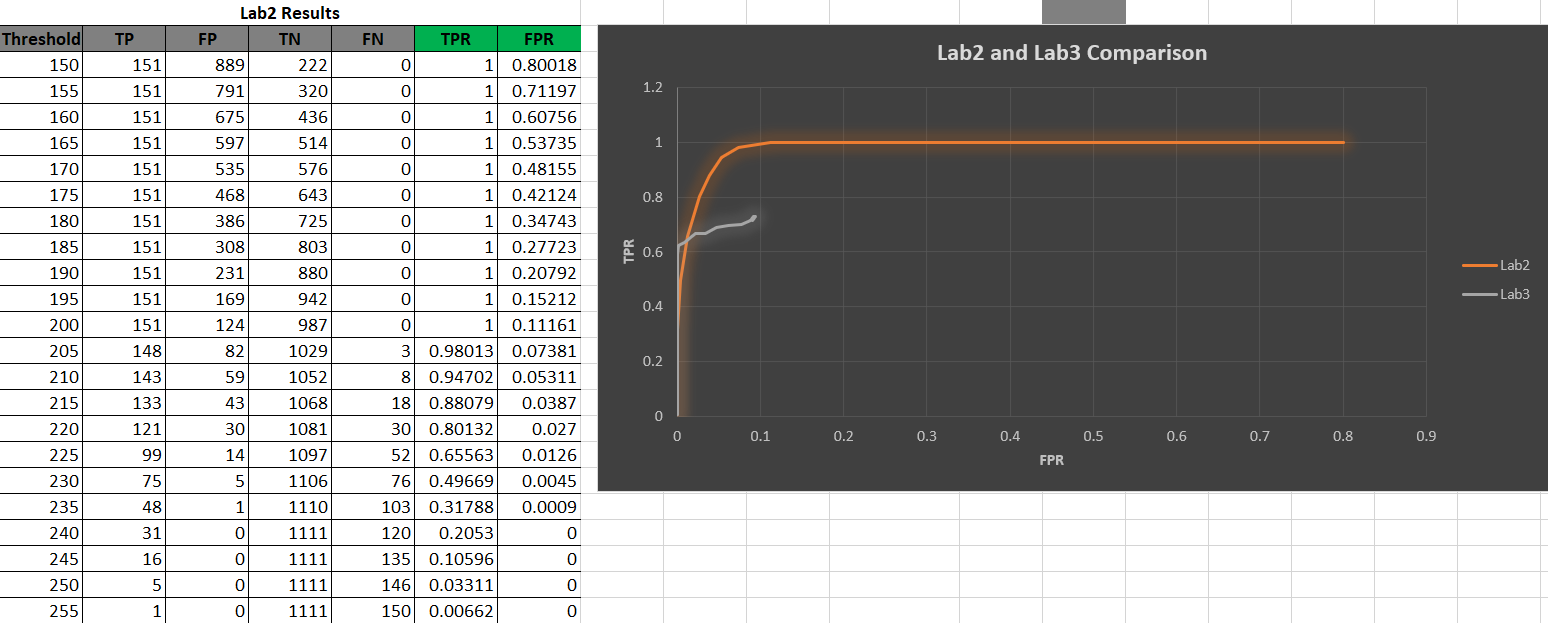 Lab2 Results
Threshold TP FP TN FN TPR FPR
150 151 889 222 0 1 0.80018
155 151 791 320 0 1 0.71197
160 151 675 436 0 1 0.60756
165 151 597 514 0 1 0.53735
170 151 535 576 0 1 0.48155
175 151 468 643 0 1 0.42124
180 151 386 725 0 1 0.34743
185 151 308 803 0 1 0.27723
190 151 231 880 0 1 0.20792
195 151 169 942 0 1 0.15212
200 151 124 987 0 1 0.11161
205 148 82 1029 3 0.98013 0.07381
210 143 59 1052 8 0.94702 0.05311
215 133 43 1068 18 0.88079 0.0387
220 121 30 1081 30 0.80132 0.027
225 99 14 1097 52 0.65563 0.0126
230 75 5 1106 76 0.49669 0.0045
235 48 1 1110 103 0.31788 0.0009
240 31 0 1111 120 0.2053 0
245 16 0 1111 135 0.10596 0
250 5 0 1111 146 0.03311 0
255 1 0 1111 150 0.00662 0
Lab2 and Lab3 Comparison
1.2
1
0.8
0.6
0.4
0.2
0
TPR
0 0.1 0.2 0.3 0.4 0.5 0.6 0.7 0.8 0.9
FPR
Lab2
Lab3